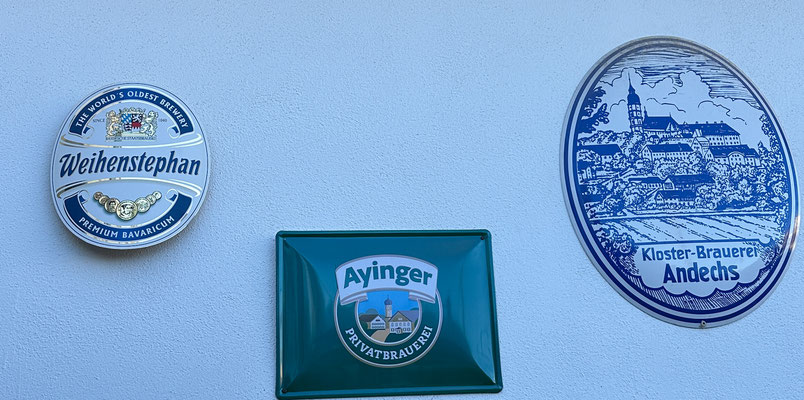 THE WORLD'S OLDEST BREWERY
Weihenstephan
PREMIUM BAVARICUM
Ayinger
PRIVATBRAUEREI
Kloster-Brauerei
Andechs